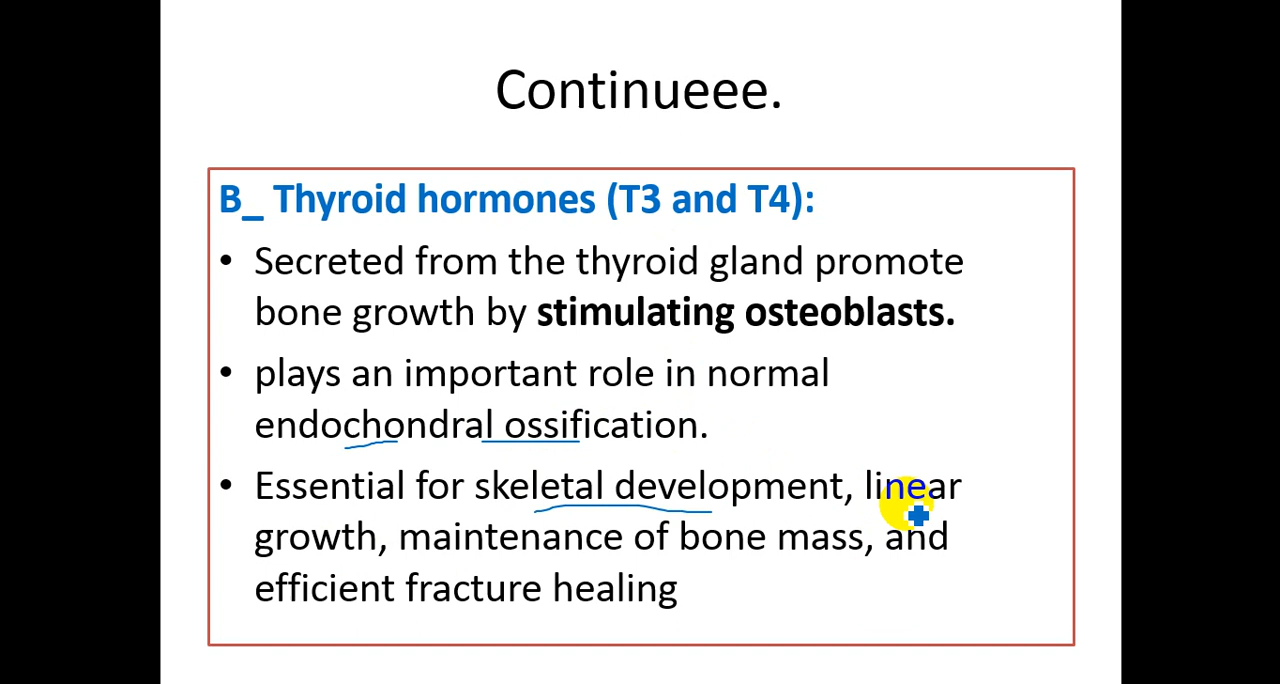 Continueee.
B_ Thyroid hormones (T3 and T4):
• Secreted from the thyroid gland promote
bone growth by stimulating osteoblasts.
• plays an important role in normal
endochondral ossification.
• Essential for skeletal development, linear
growth, maintenance of bone mass, and
efficient fracture healing